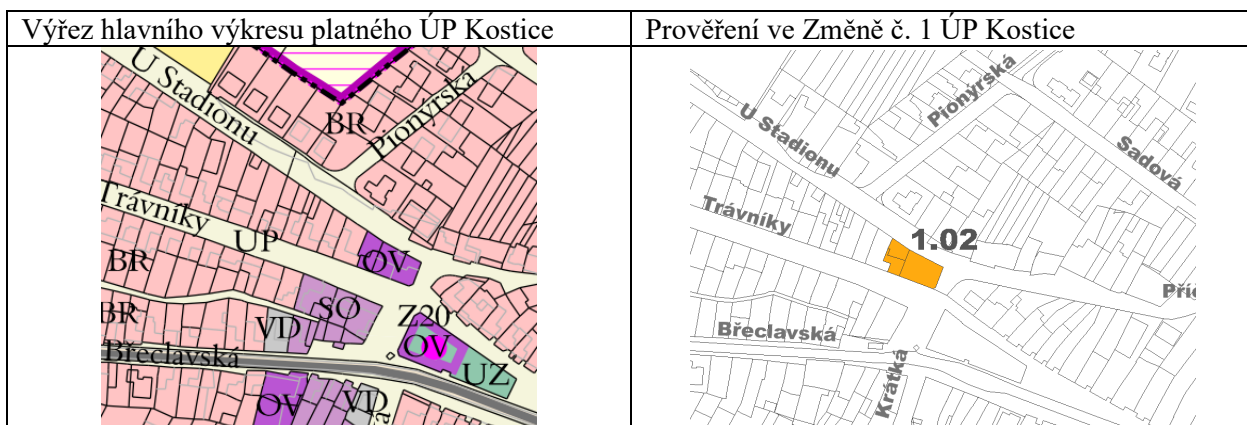 Výřez hlavního výkresu platného ÚP Kostice
Prověření ve Změně č. 1 ÚP Kostice
U Stadionu
Pionýrská
BR
Trávníky
UP
OV
BR
SO
BR
VD
Z20
OV
Břeclavská
UZ
OV
VD
Pionýrská
U Stadionu
Sadová
Trávníky
1.02
Břeclavská
Krátká